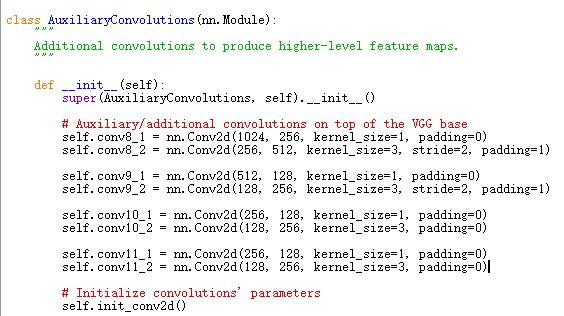 class AuxiliaryConvolutions(nn.Module):
"""
Additional convolutions to produce higher-level feature maps.
"""
def __init__(self):
super(AuxiliaryConvolutions, self).__init__()
# Auxiliary/additional convolutions on top of the VGG base
self.conv8_1 = nn.Conv2d(1024, 256, kernel_size=1, padding=0)
self.conv8_2 = nn.Conv2d(256, 512, kernel_size=3, stride=2, padding=1)
self.conv9_1 = nn.Conv2d(512, 128, kernel_size=1, padding=0)
self.conv9_2 = nn.Conv2d(128, 256, kernel_size=3, stride=2, padding=1)
self.conv10_1 = nn.Conv2d(256, 128, kernel_size=1, padding=0)
self.conv10_2 = nn.Conv2d(128, 256, kernel_size=3, padding=0)
self.conv11_1 = nn.Conv2d(256, 128, kernel_size=1, padding=0)
self.conv11_2 = nn.Conv2d(128, 256, kernel_size=3, padding=0)
# Initialize convolutions' parameters
self.init_conv2d()